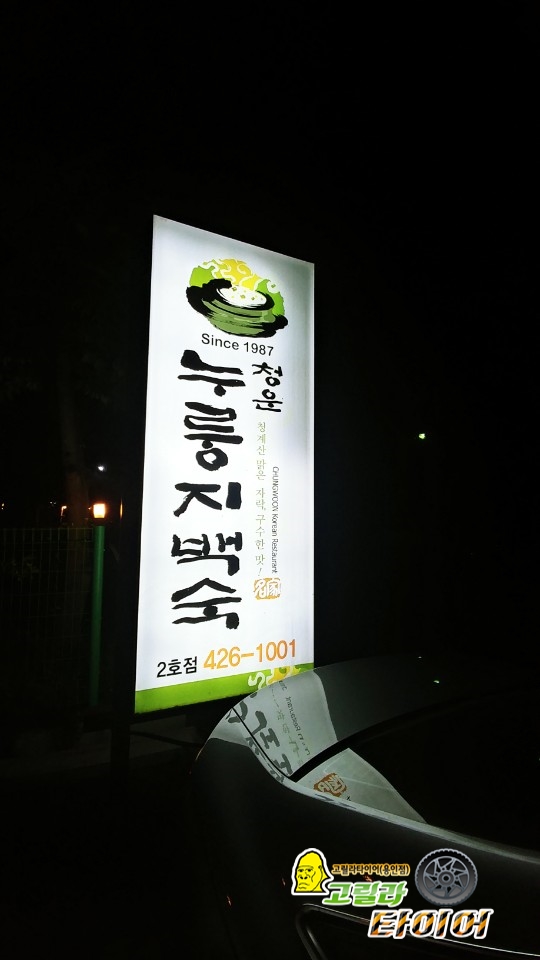 Since 1987
청운
누룽지백숙
청계산 맑은 자락, 구수한 맛!
CHUNGWOON Korean Restaurant
名家
2호점 426-1001
고릴라타이어(용인점)
고릴라
타이어